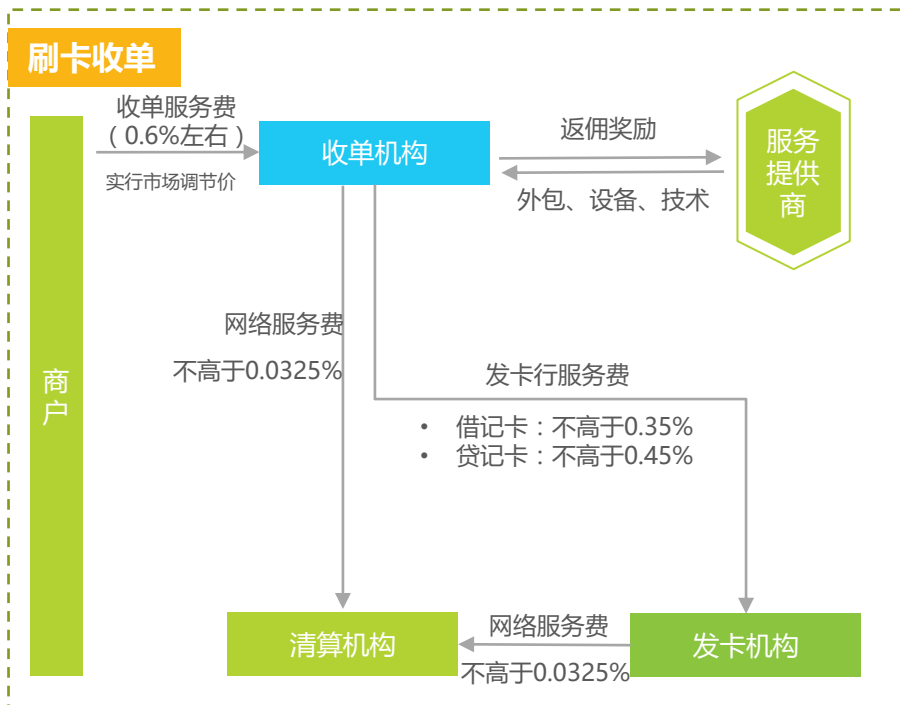 刷卡收单
收单服务费
（0.6%左右）
实行市场调节价
收单机构
返佣奖励
外包、设备、技术
服务
提供
商
商
户
网络服务费
不高于0.0325%
发卡行服务费
• 借记卡：不高于0.35%
• 贷记卡：不高于0.45%
清算机构
网络服务费
不高于0.0325%
发卡机构